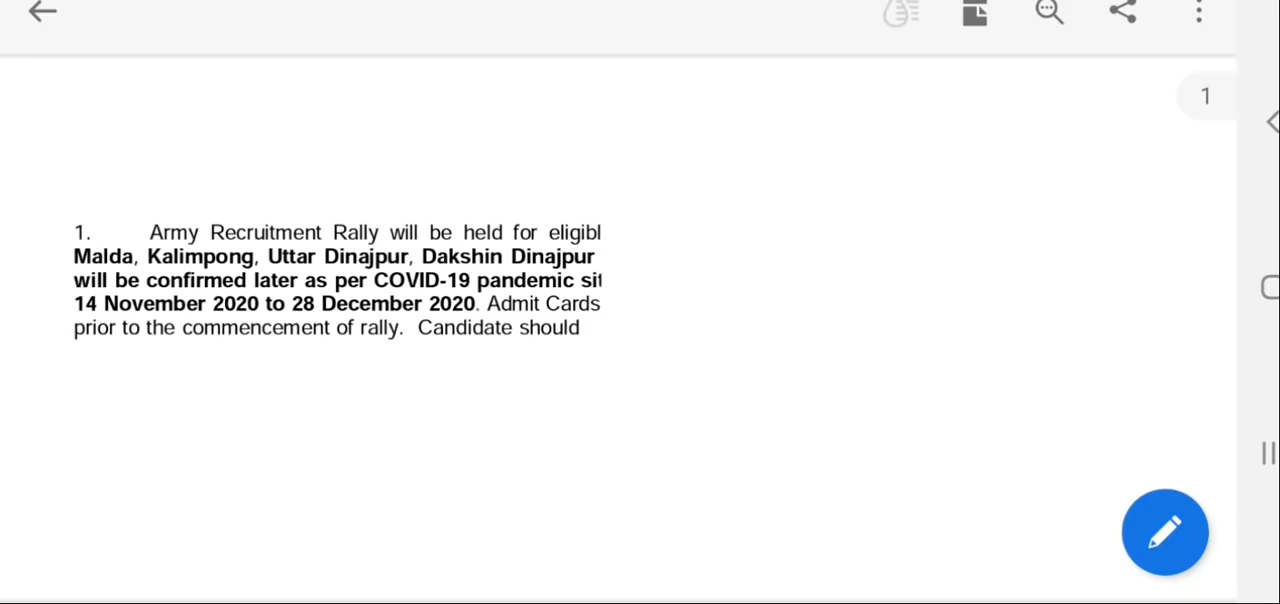 1
1. Army Recruitment Rally will be held for eligibl
Malda, Kalimpong, Uttar Dinajpur, Dakshin Dinajpur
will be confirmed later as per COVID-19 pandemic sit
14 November 2020 to 28 December 2020. Admit Cards
prior to the commencement of rally. Candidate should